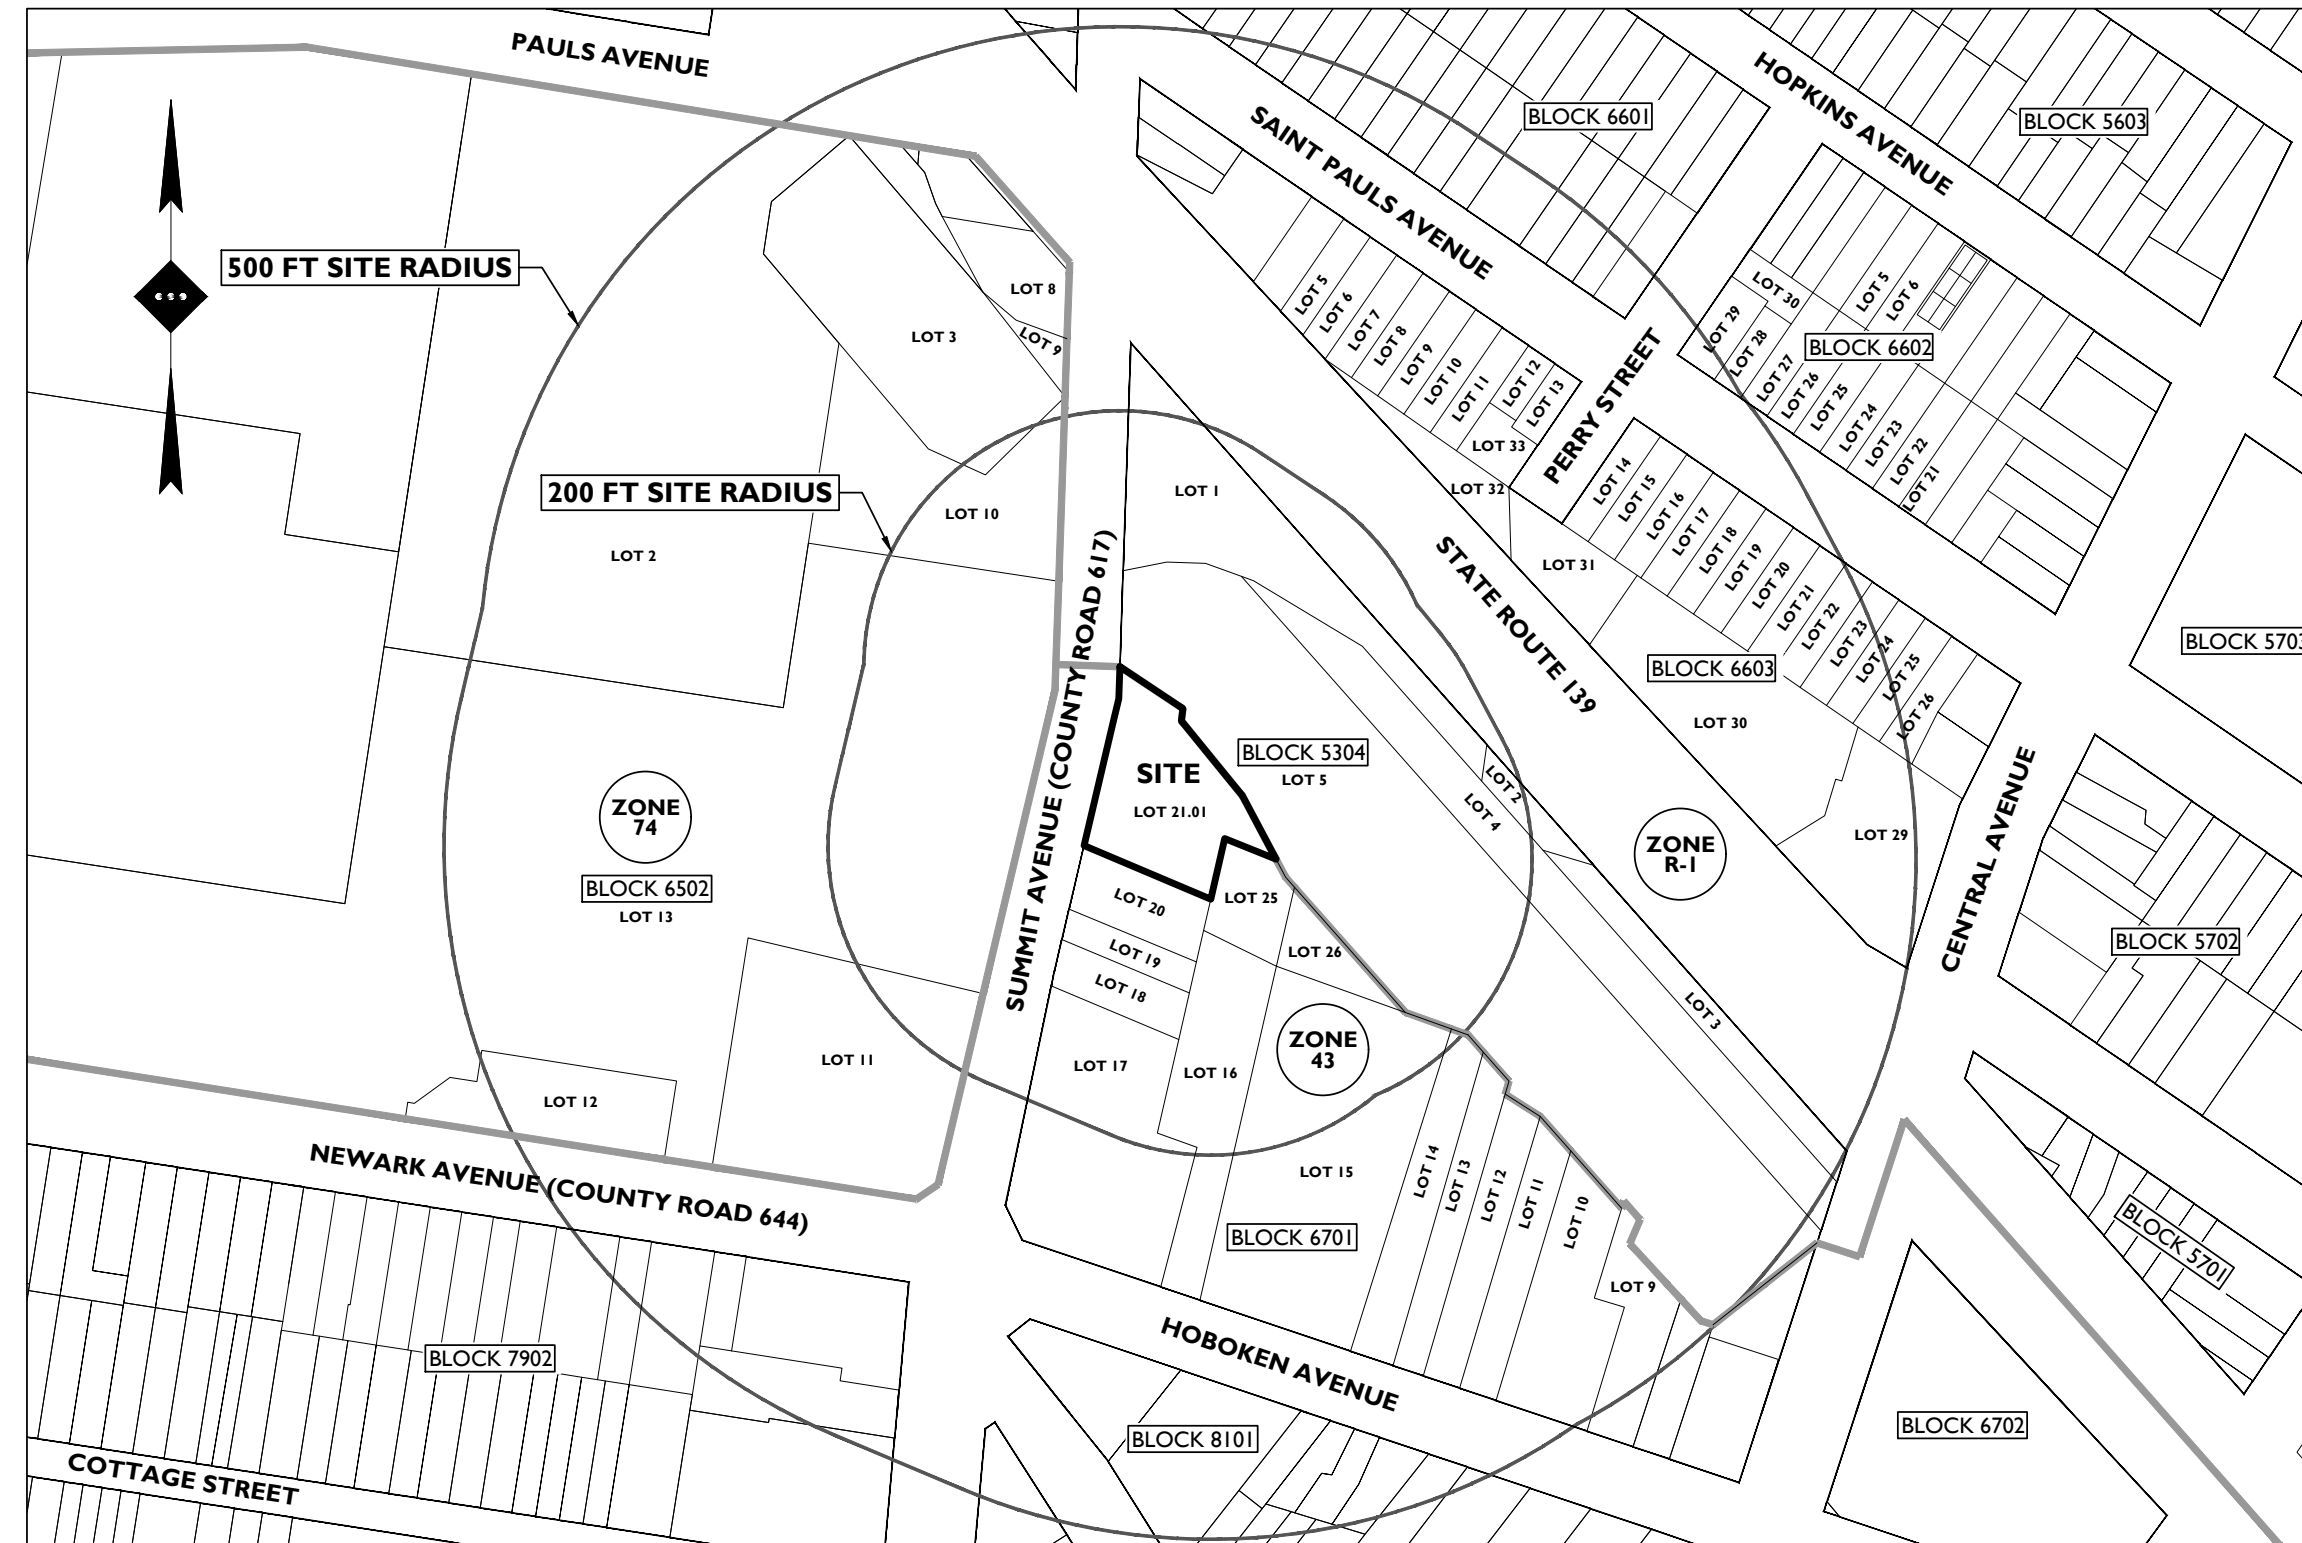 PAULS AVENUE
HOPKINS AVENUE
BLOCK 6601
BLOCK 5603
SAINT PAULS AVENUE
500 FT SITE RADIUS
LOT 8
LOT 3
LOT 9
LOT 5
LOT 6
LOT 7
LOT 8
LOT 9
LOT 10
LOT 11
LOT 12
LOT 13
LOT 33
LOT 32
LOT 31
PERRY STREET
LOT 30
LOT 29
LOT 28
LOT 27
LOT 26
LOT 25
LOT 24
LOT 23
LOT 22
LOT 21
LOT 5
LOT 6
BLOCK 6602
200 FT SITE RADIUS
LOT 1
LOT 10
LOT 2
STATE ROUTE 139
LOT 14
LOT 15
LOT 16
LOT 17
LOT 18
LOT 19
LOT 20
LOT 21
LOT 22
LOT 23
LOT 24
LOT 25
LOT 26
BLOCK 6603
BLOCK 5703
LOT 30
LOT 29
SUMMIT AVENUE (COUNTY ROAD 617)
SITE
LOT 21.01
BLOCK 5304
LOT 5
LOT 2
LOT 4
LOT 3
ZONE
74
BLOCK 6502
LOT 13
ZONE
R-1
CENTRAL AVENUE
BLOCK 5702
LOT 20
LOT 25
LOT 19
LOT 26
LOT 18
ZONE
43
LOT 17
LOT 16
LOT 11
LOT 12
NEWARK AVENUE (COUNTY ROAD 644)
LOT 15
LOT 14
LOT 13
LOT 12
LOT 11
LOT 10
LOT 9
BLOCK 6701
BLOCK 5701
HOBOKEN AVENUE
BLOCK 7902
BLOCK 8101
BLOCK 6702
COTTAGE STREET